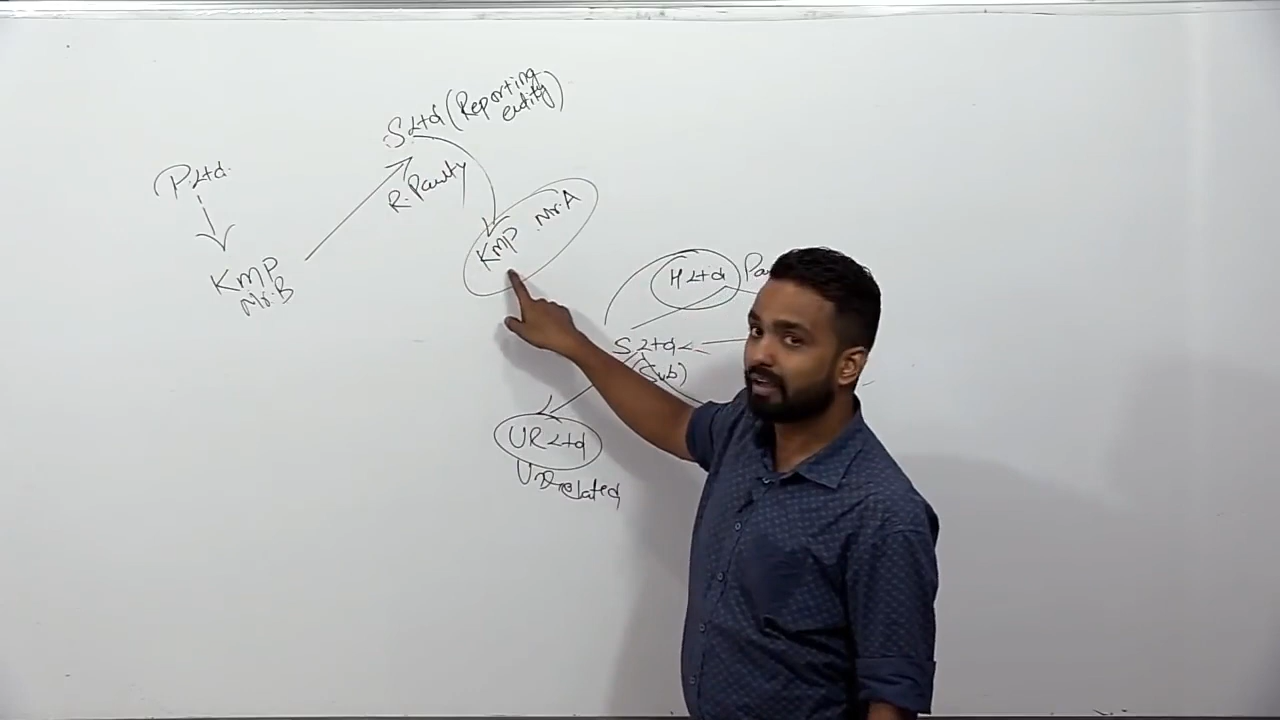 S Ltd (Reporting
entity)
P. Ltd.
R. Party
KMP Mr. A
KMP
Mr. B
H Ltd
S Ltd
(Sub)
UR Ltd
Unrelated